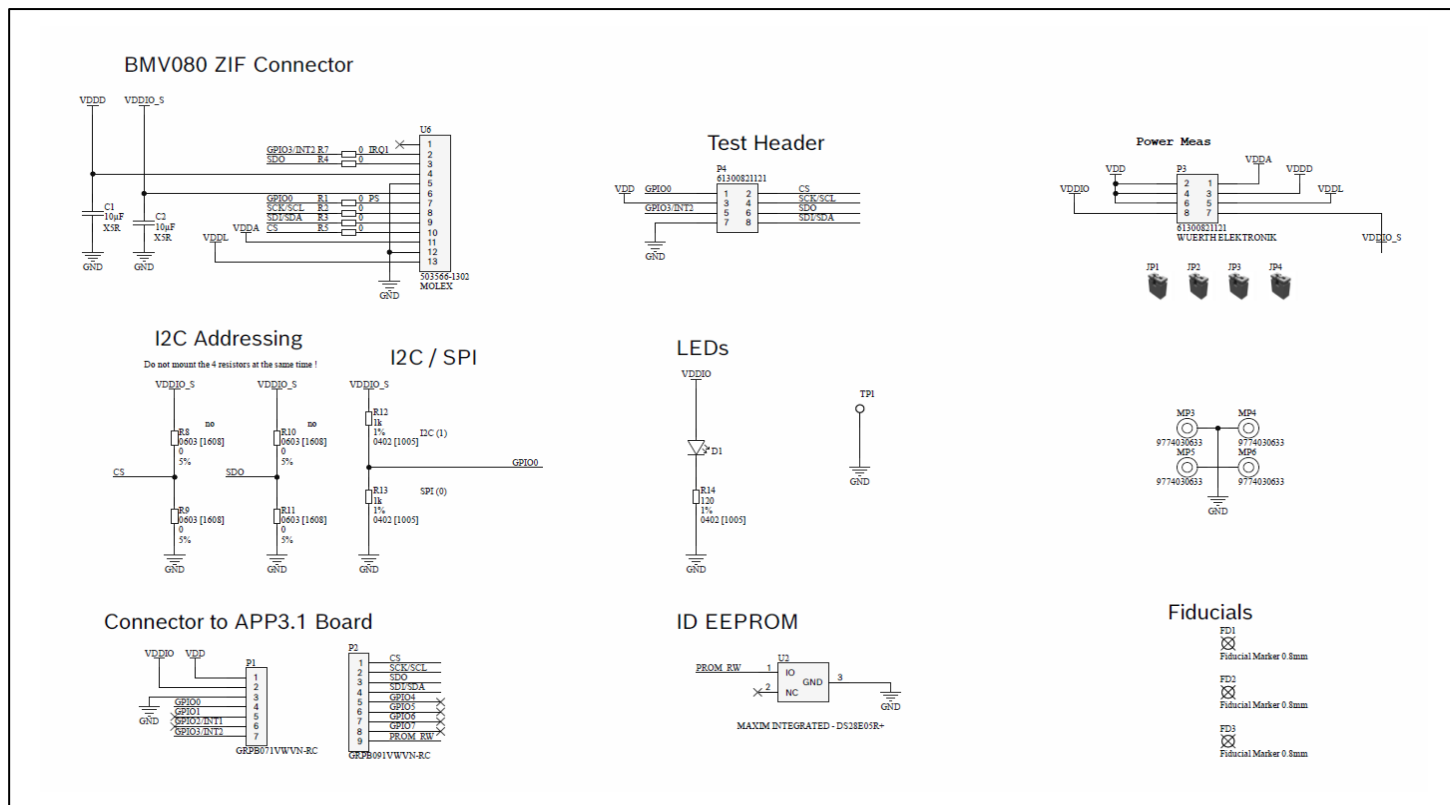 BMV080 ZIF Connector
VDDD VDDIO_S
U6
GPIO3/INT2 R7 0 IRQ1
SDO R4 0
GPIO0 R1 0 PS
SCK/SCL R2 0
SDI/SDA R3 0
CS R5 0
VDDA
VDDL
1
2
3
4
5
6
7
8
9
10
11
12
13
C1
10µF
X5R
C2
10µF
X5R
GND
GND
GND
503566-1302
MOLEX
Test Header
P4
61300821121
VDD GPIO0 1 2 CS
3 4 SCK/SCL
GPIO3/INT2 5 6 SDO
7 8 SDI/SDA
GND
Power Meas
VDDA
VDD P3 VDDD
VDDIO VDDL
2 1
4 3
6 5
8 7
61300821121
WUERTH ELEKTRONIK
VDDIO_S
JP1 JP2 JP3 JP4
I2C Addressing
Do not mount the 4 resistors at the same time !
VDDIO_S VDDIO_S
no
R8
0603 [1608]
0
5%
no
R10
0603 [1608]
0
5%
CS
SDO
R9
0603 [1608]
0
5%
R11
0603 [1608]
0
5%
GND GND
I2C / SPI
VDDIO_S
R12
1k
1%
0402 [1005]
I2C (1)
GPIO0
R13
1k
1%
0402 [1005]
SPI (0)
GND
LEDs
VDDIO
D1
R14
120
1%
0402 [1005]
GND
TP1
GND
MP3 MP4
9774030633 9774030633
MP5 MP6
9774030633 9774030633
GND
Connector to APP3.1 Board
VDDIO VDD
P1
1
2
3
GPIO0 4
GPIO1 5
GPIO2/INT1 6
GPIO3/INT2 7
GND
GRPB071VWVN-RC
P2
1 CS
2 SCK/SCL
3 SDO
4 SDI/SDA
5 GPIO4
6 GPIO5
7 GPIO6
8 GPIO7
9 PROM_RW
GRPB091VWVN-RC
ID EEPROM
U2
PROM_RW 1 IO
GND 3
2 NC
GND
MAXIM INTEGRATED - DS28E05R+
Fiducials
FD1
Fiducial Marker 0.8mm
FD2
Fiducial Marker 0.8mm
FD3
Fiducial Marker 0.8mm